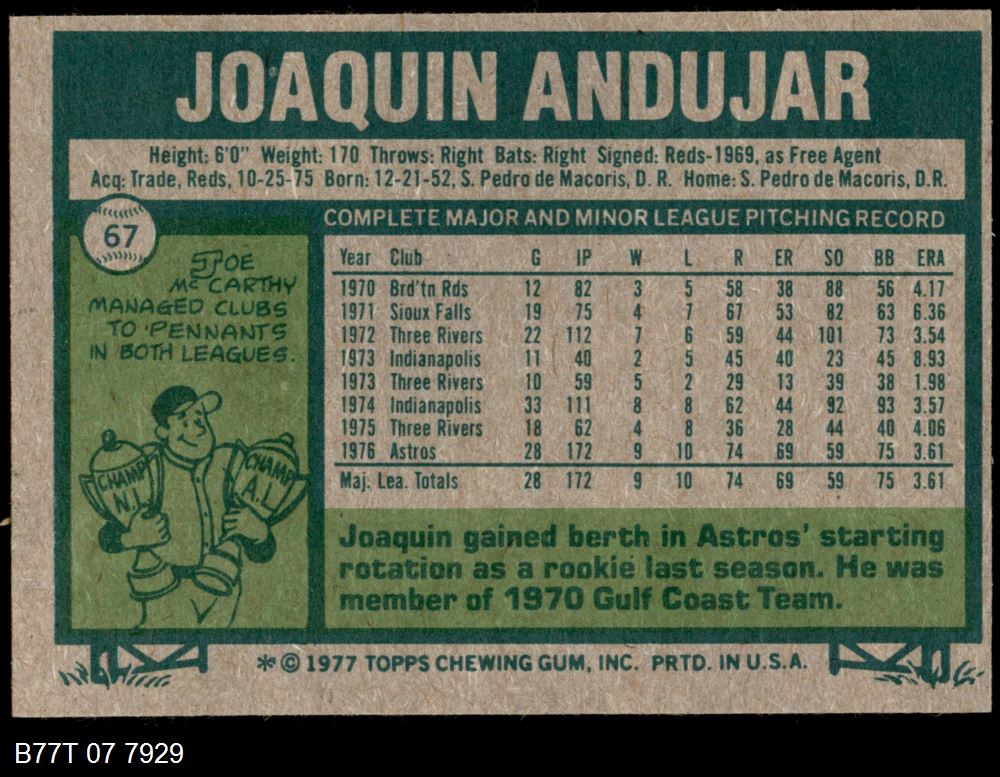 JOAQUIN ANDUJAR
Height: 6'0" Weight: 170 Throws: Right Bats: Right Signed: Reds-1969, as Free Agent
Acq: Trade, Reds, 10-25-75 Born: 12-21-52, S. Pedro de Macoris, D. R. Home: S. Pedro de Macoris, D.R.
67
JOE
McCARTHY
MANAGED CLUBS
TO PENNANTS
IN BOTH LEAGUES.
CHAMP
N.L.
CHAMP
A.L.
COMPLETE MAJOR AND MINOR LEAGUE PITCHING RECORD
Year Club G IP W L R ER SO BB ERA
1970 Brd'tn Rds 12 82 3 5 58 38 88 56 4.17
1971 Sioux Falls 19 75 4 7 67 53 82 63 6.36
1972 Three Rivers 22 112 7 6 59 44 101 73 3.54
1973 Indianapolis 11 40 2 5 45 40 23 45 8.93
1973 Three Rivers 10 59 5 2 29 13 39 38 1.98
1974 Indianapolis 33 111 8 8 62 44 92 93 3.57
1975 Three Rivers 18 62 4 8 36 28 44 40 4.06
1976 Astros 28 172 9 10 74 69 59 75 3.61
Maj. Lea. Totals 28 172 9 10 74 69 59 75 3.61
Joaquin gained berth in Astros' starting
rotation as a rookie last season. He was
member of 1970 Gulf Coast Team.
* © 1977 TOPPS CHEWING GUM, INC. PRTD. IN U.S.A.
B77T 07 7929